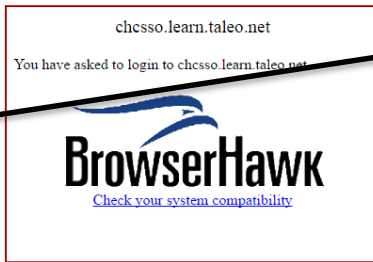 chcsso.learn.taleo.net
You have asked to login to chcsso.learn.taleo.net
BrowserHawk
Check your system compatibility